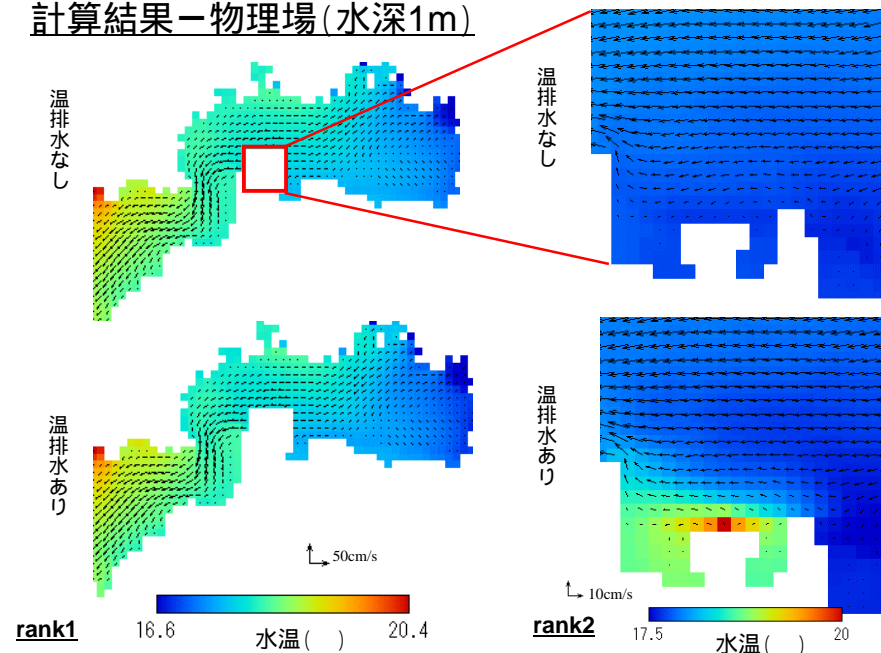 計算結果－物理場(水深1m)
温排水なし
温排水なし
温排水あり
温排水あり
50cm/s
10cm/s
rank1
16.6
水温( )
20.4
rank2
17.5
水温( )
20